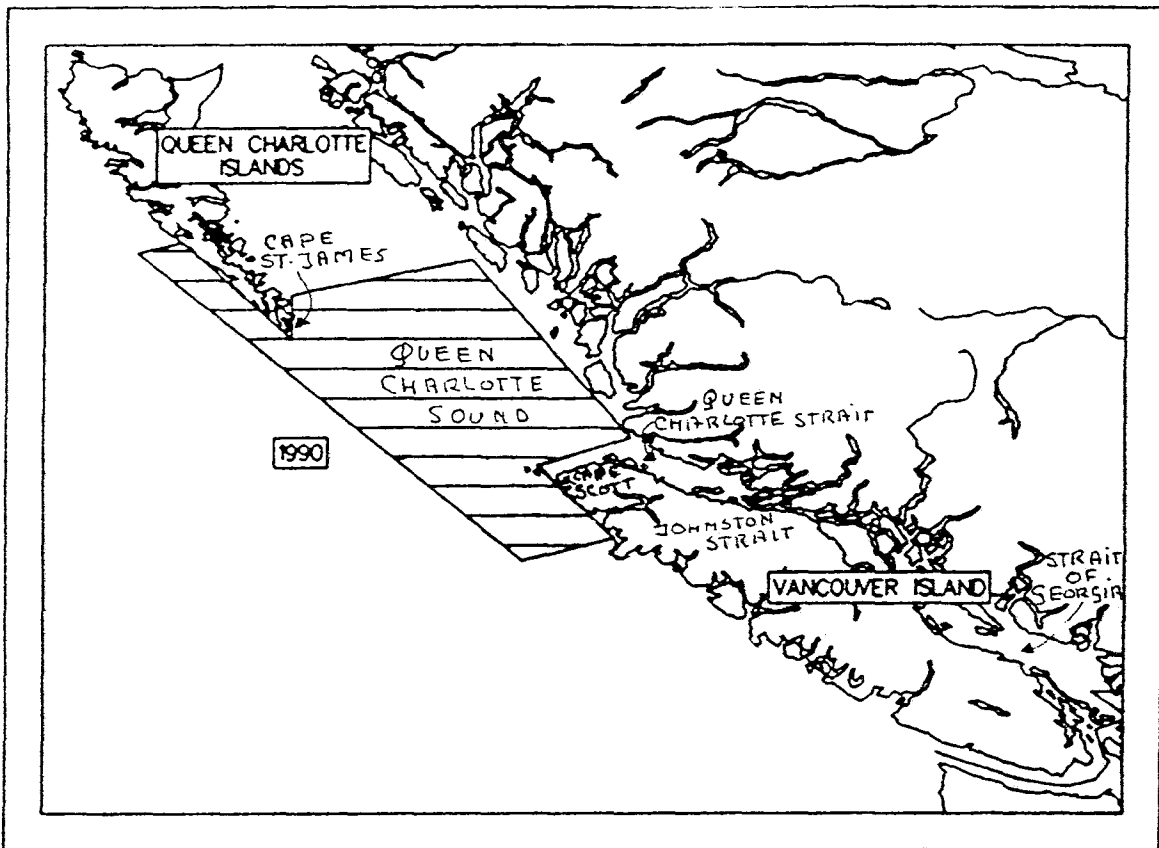 QUEEN CHARLOTTE
ISLANDS
CAPE
ST. JAMES
QUEEN
CHARLOTTE
SOUND
QUEEN
CHARLOTTE STRAIT
1990
CAPE
SCOTT
JOHNSTON
STRAIT
STRAIT
OF
GEORGIA
VANCOUVER ISLAND